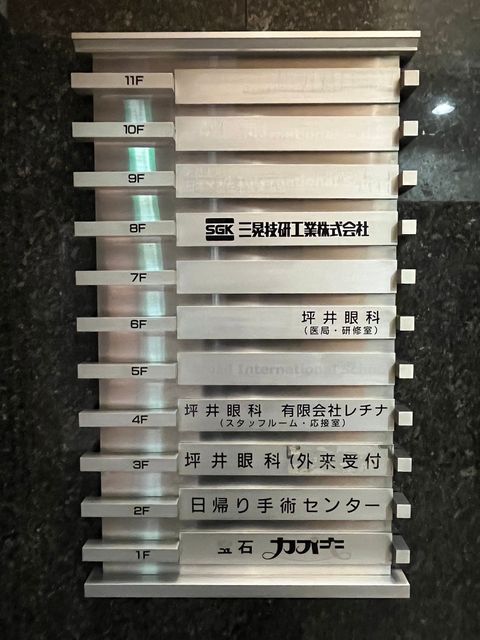 11F
10F
9F
8F SGK 三晃技研工業株式会社
7F
6F 坪井眼科
(医局・研修室)
5F International
4F 坪井眼科 有限会社レチナ
(スタッフルーム・応接室)
3F 坪井眼科(外来受付
2F 日帰り手術センター
1F 宝石